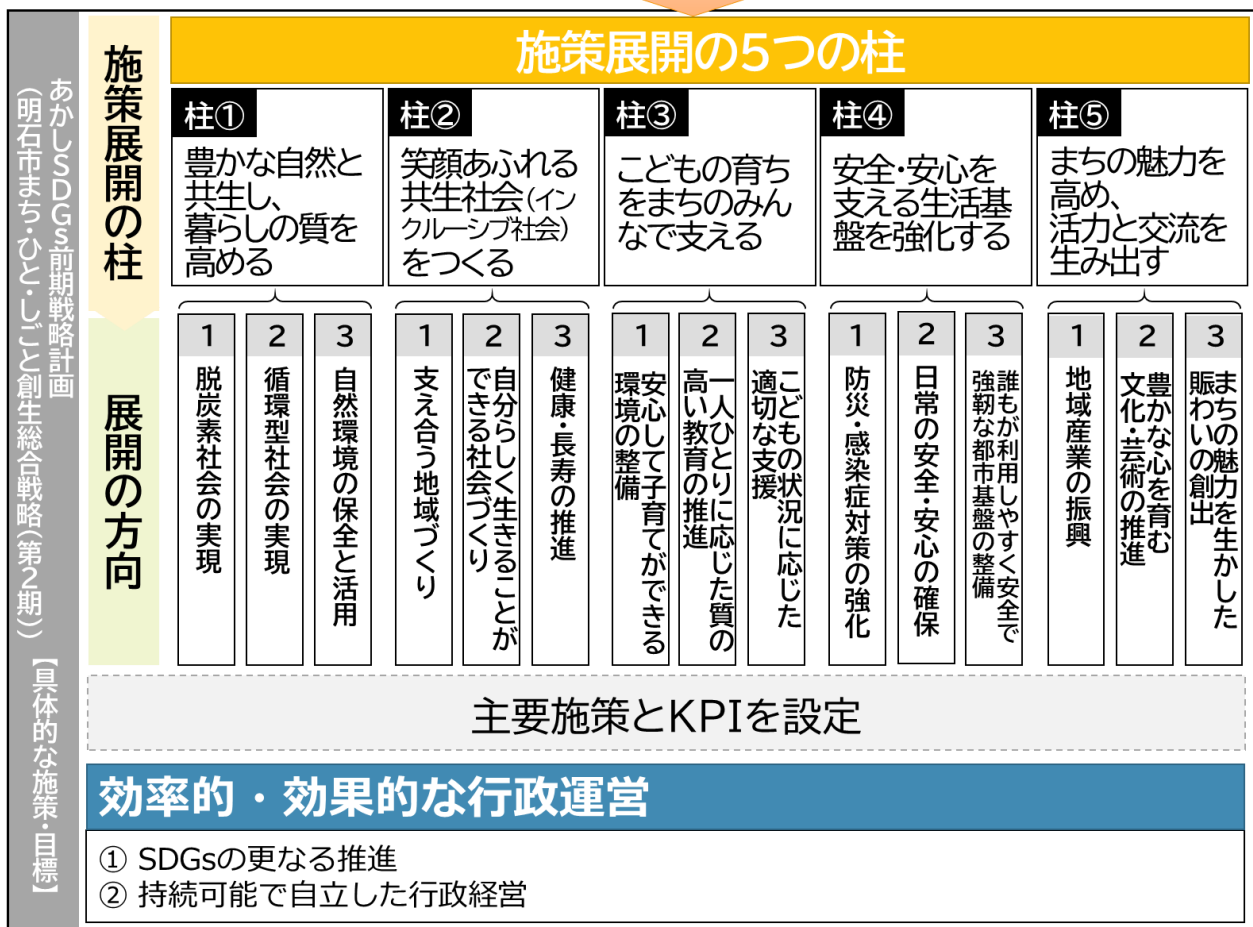 あかしSDGs前期戦略計画
(明石市まち・ひと・しごと創生総合戦略(第2期))
【具体的な施策・目標】
施策展開の柱
展開の方向
施策展開の5つの柱
柱①
豊かな自然と
共生し、
暮らしの質を
高める
柱②
笑顔あふれる
共生社会(イン
クルーシブ社会)
をつくる
柱③
こどもの育ち
をまちのみん
なで支える
柱④
安全・安心を
支える生活基
盤を強化する
柱⑤
まちの魅力を
高め、
活力と交流を
生み出す
1
脱炭素社会の実現
2
循環型社会の実現
3
自然環境の保全と活用
1
支え合う地域づくり
2
自分らしく生きることが
できる社会づくり
3
健康・長寿の推進
1
安心して子育てができる
環境の整備
2
一人ひとりに応じた質の
高い教育の推進
3
こどもの状況に応じた
適切な支援
1
防災・感染症対策の強化
2
日常の安全・安心の確保
3
誰もが利用しやすく安全で
強靭な都市基盤の整備
1
地域産業の振興
2
豊かな心を育む
文化・芸術の推進
3
まちの魅力を生かした
賑わいの創出
主要施策とKPIを設定
効率的・効果的な行政運営
① SDGsの更なる推進
② 持続可能で自立した行政経営